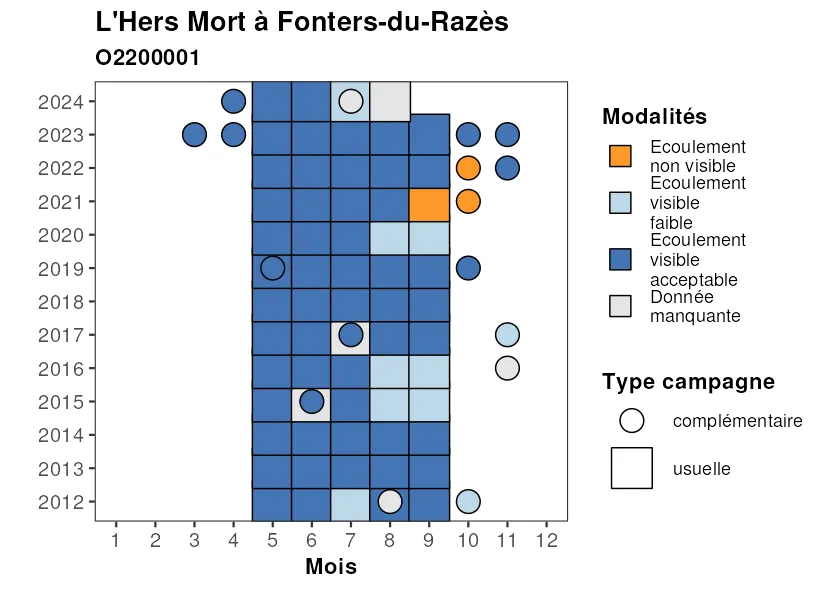 L'Hers Mort à Fonters-du-Razès
O2200001
2024
2023
2022
2021
2020
2019
2018
2017
2016
2015
2014
2013
2012
1 2 3 4 5 6 7 8 9 10 11 12
Mois
Modalités
Ecoulement
non visible
Ecoulement
visible
faible
Ecoulement
visible
acceptable
Donnée
manquante
Type campagne
complémentaire
usuelle